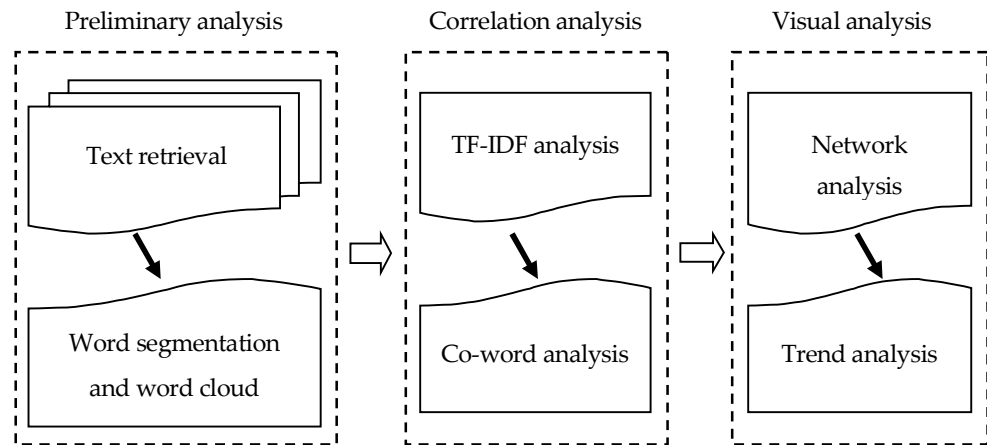 Preliminary analysis
Text retrieval
Word segmentation
and word cloud
Correlation analysis
TF-IDF analysis
Co-word analysis
Visual analysis
Network
analysis
Trend analysis